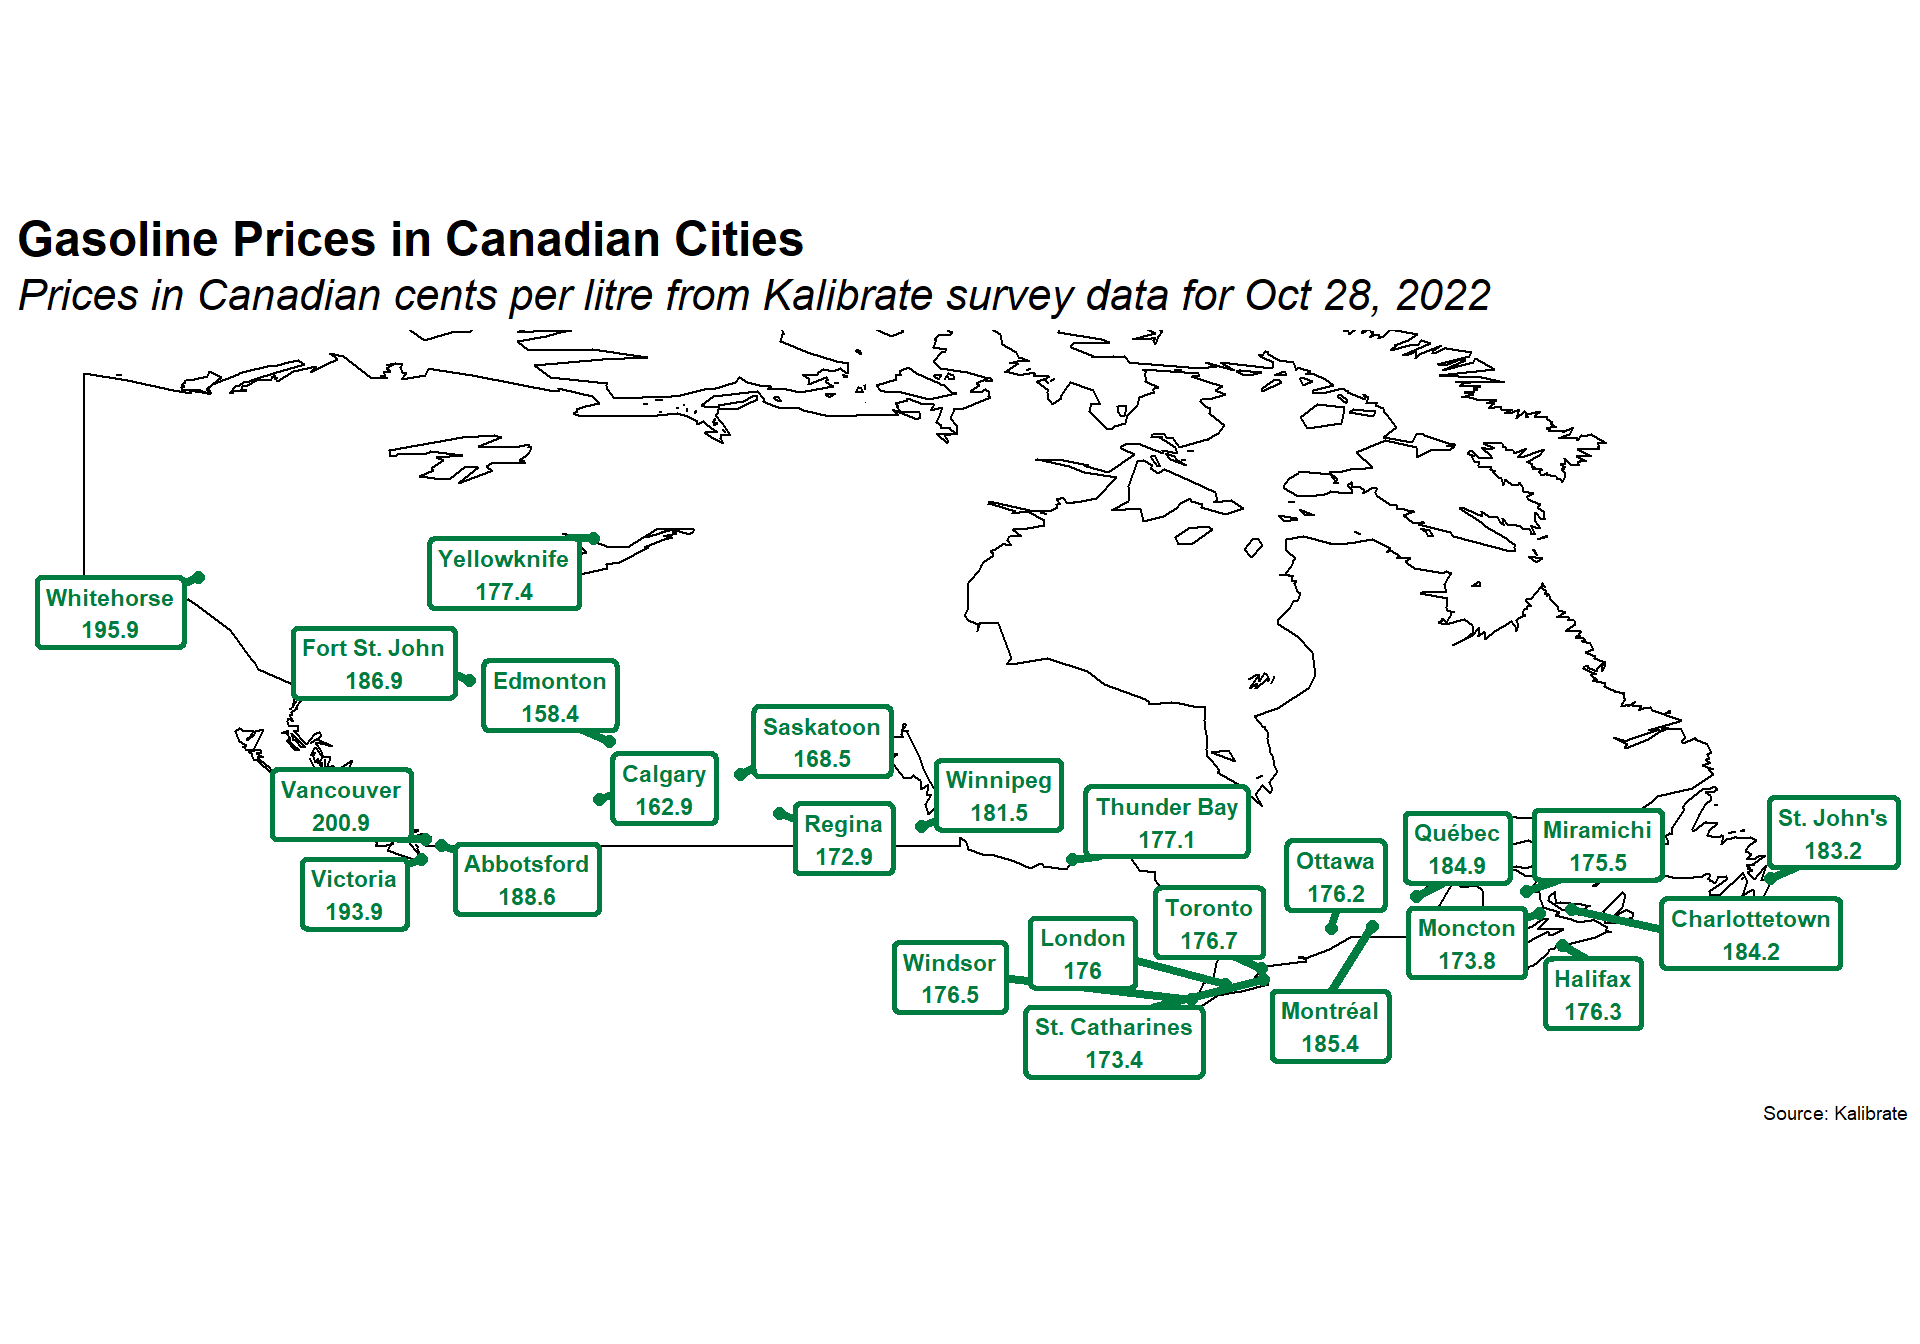 Gasoline Prices in Canadian Cities
Prices in Canadian cents per litre from Kalibrate survey data for Oct 28, 2022
Yellowknife
177.4
Whitehorse
195.9
Fort St. John
186.9
Edmonton
158.4
Saskatoon
168.5
Calgary
162.9
Winnipeg
181.5
Vancouver
200.9
Thunder Bay
177.1
Regina
172.9
St. John's
183.2
Québec
184.9
Miramichi
175.5
Ottawa
176.2
Abbotsford
188.6
Victoria
193.9
Toronto
176.7
Charlottetown
184.2
Moncton
173.8
London
176
Windsor
176.5
Halifax
176.3
Montréal
185.4
St. Catharines
173.4
Source: Kalibrate